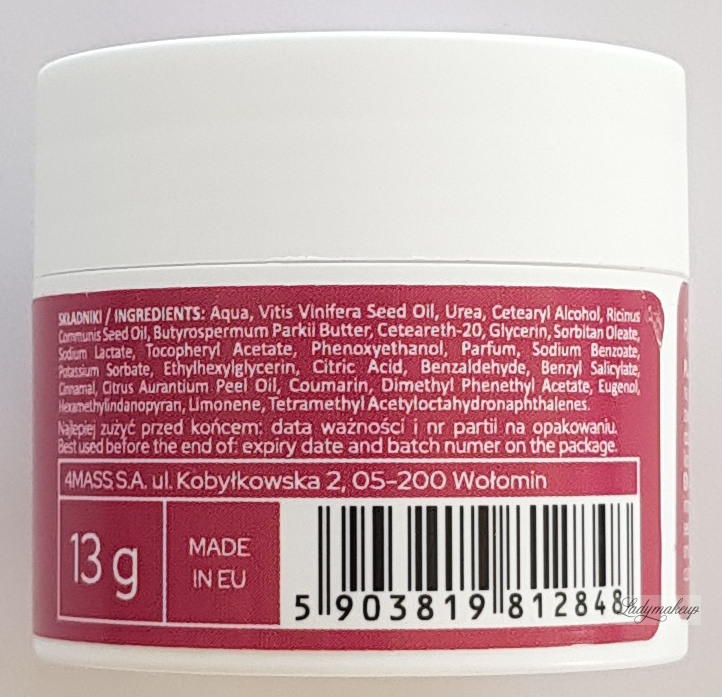 SKŁADNIKI / INGREDIENTS: Aqua, Vitis Vinifera Seed Oil, Urea, Cetearyl Alcohol, Ricinus
Communis Seed Oil, Butyrospermum Parkii Butter, Ceteareth-20, Glycerin, Sorbitan Oleate,
Sodium Lactate, Tocopheryl Acetate, Phenoxyethanol, Parfum, Sodium Benzoate,
Potassium Sorbate, Ethylhexylglycerin, Citric Acid, Benzaldehyde, Benzyl Salicylate,
Cinnamal, Citrus Aurantium Peel Oil, Coumarin, Dimethyl Phenethyl Acetate, Eugenol,
Hexamethylindanopyran, Limonene, Tetramethyl Acetyloctahydronaphthalenes.
Najlepiej zużyć przed końcem: data ważności i nr partii na opakowaniu.
Best used before the end of: expiry date and batch numer on the package.
4MASS S.A. ul. Kobyłkowska 2, 05-200 Wołomin
13 g
MADE
IN EU
5 903819 812848
Ladymakeup